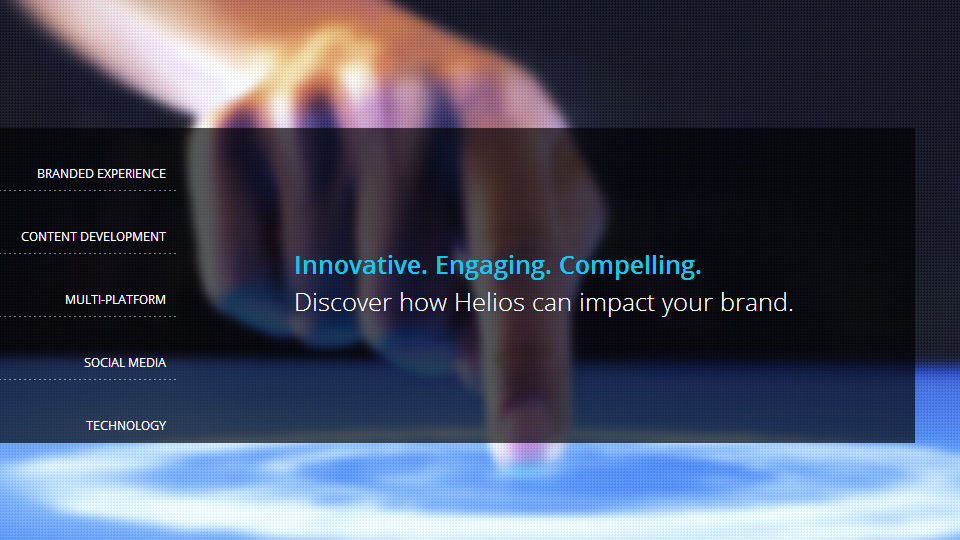 BRANDED EXPERIENCE
CONTENT DEVELOPMENT
MULTI-PLATFORM
SOCIAL MEDIA
TECHNOLOGY
Innovative. Engaging. Compelling.
Discover how Helios can impact your brand.